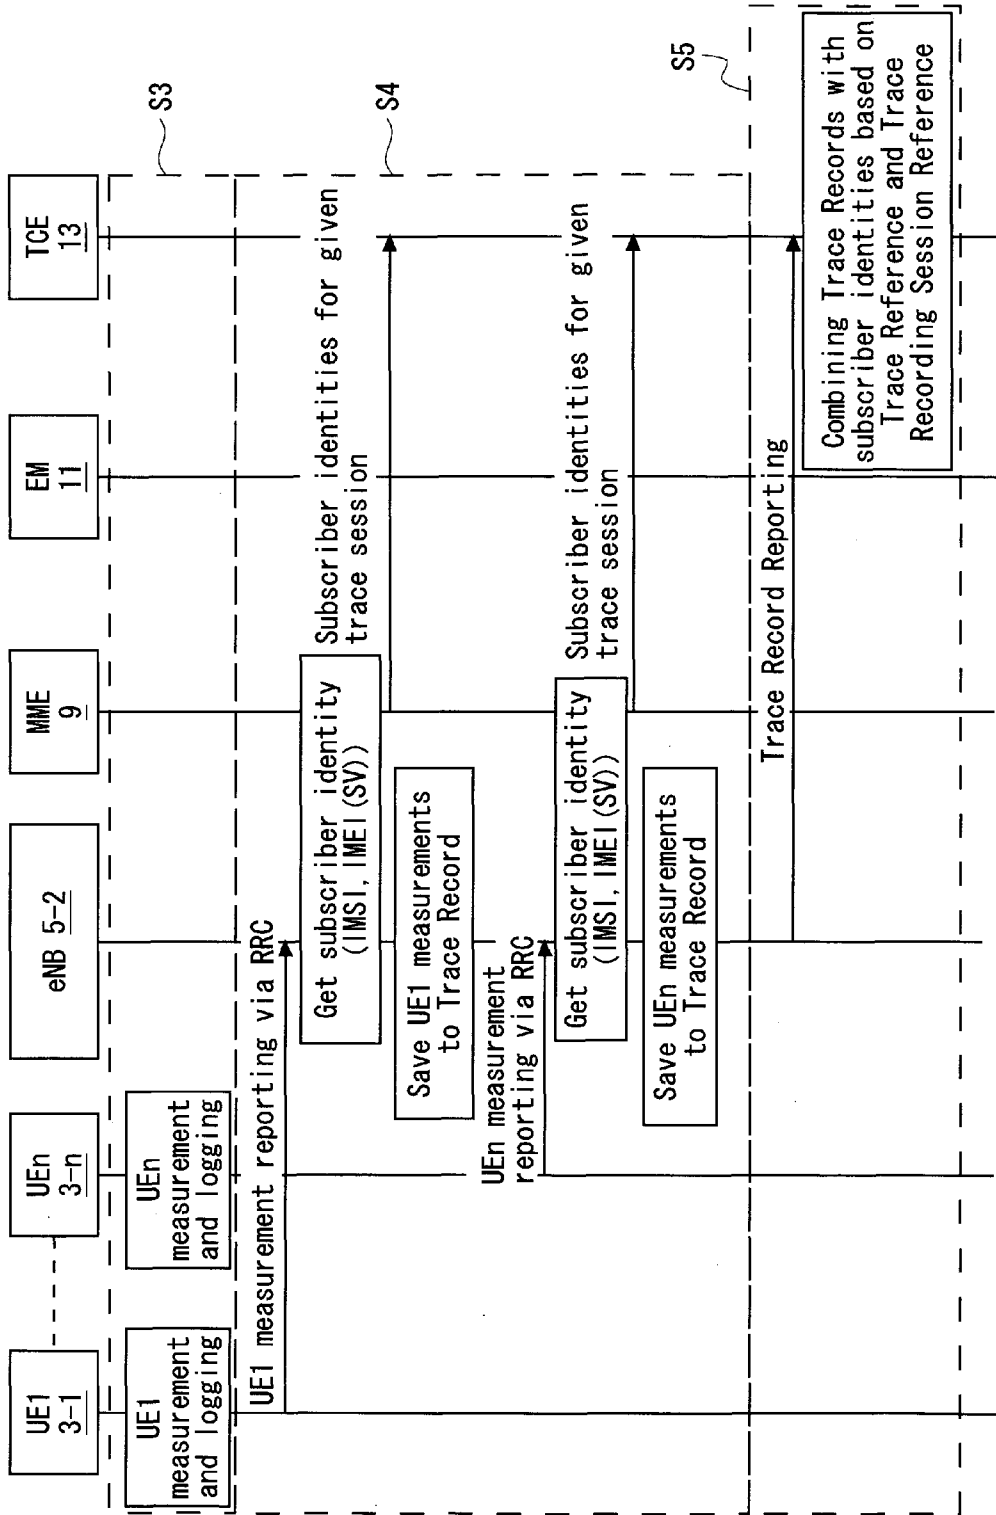 UE1
3-1
UEn
3-n
eNB 5-2
MME
9
EM
11
TCE
13
S3
UE1
measurement
and logging
UEn
measurement
and logging
S4
UE1 measurement reporting via RRC
Get subscriber identity
(IMSI, IMEI(SV))
Subscriber identities for given
trace session
Save UE1 measurements
to Trace Record
UEn measurement
reporting via RRC
Get subscriber identity
(IMSI, IMEI(SV))
Subscriber identities for given
trace session
Save UEn measurements
to Trace Record
S5
Trace Record Reporting
Combining Trace Records with
subscriber identities based on
Trace Reference and Trace
Recording Session Reference